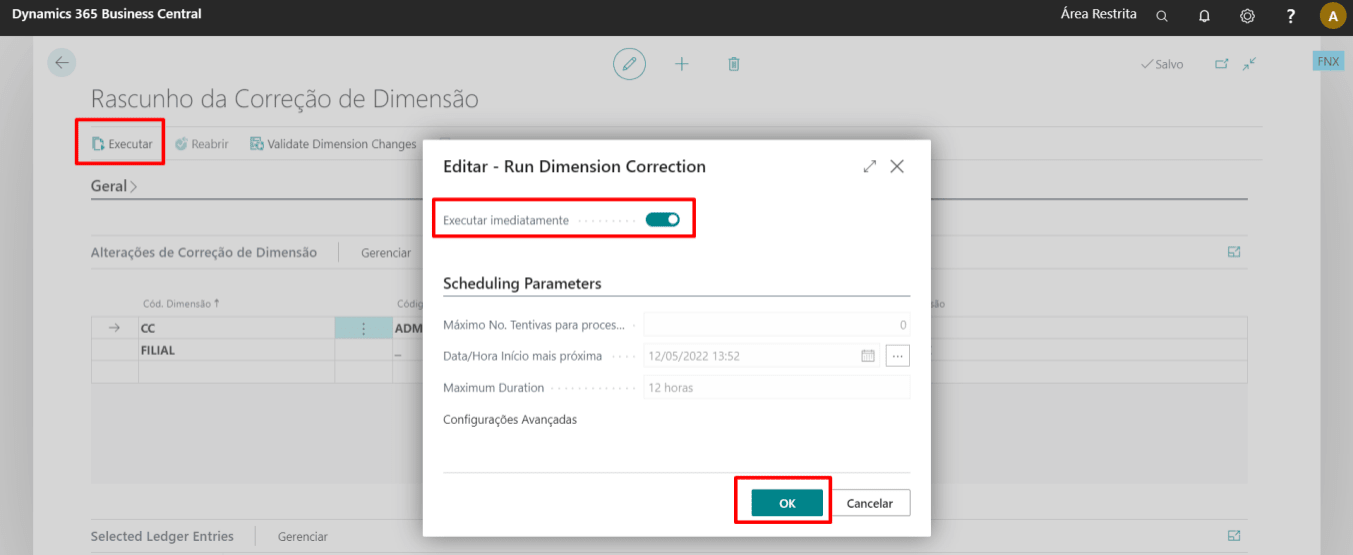 Dynamics 365 Business Central
Área Restrita
?
A
Salvo
FNX
Rascunho da Correção de Dimensão
Executar
Reabrir
Validate Dimension Changes
Geral
Alterações de Correção de Dimensão
Gerenciar
Cód. Dimensão ↑
Códig
são
CC
ADM
FILIAL
_
Selected Ledger Entries
Gerenciar
Editar - Run Dimension Correction
Executar imediatamente
Scheduling Parameters
Máximo No. Tentivas para proces...
0
Data/Hora Início mais próxima
12/05/2022 13:52
...
Maximum Duration
12 horas
Configurações Avançadas
OK
Cancelar